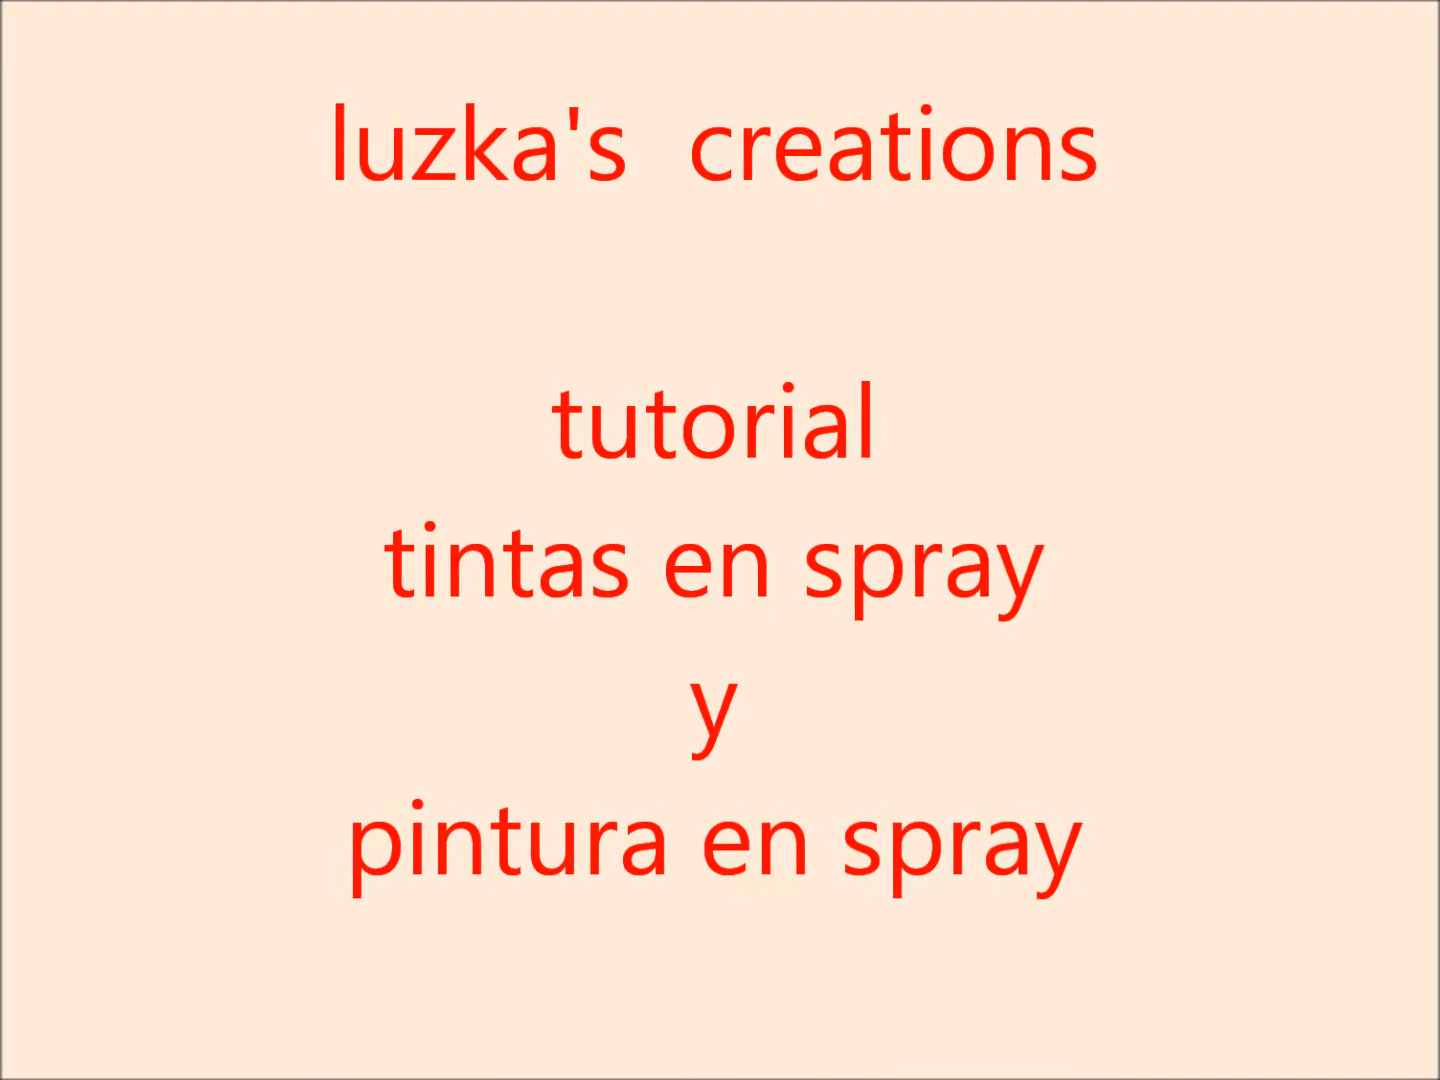 luzka's creations
tutorial
tintas en spray
y
pintura en spray